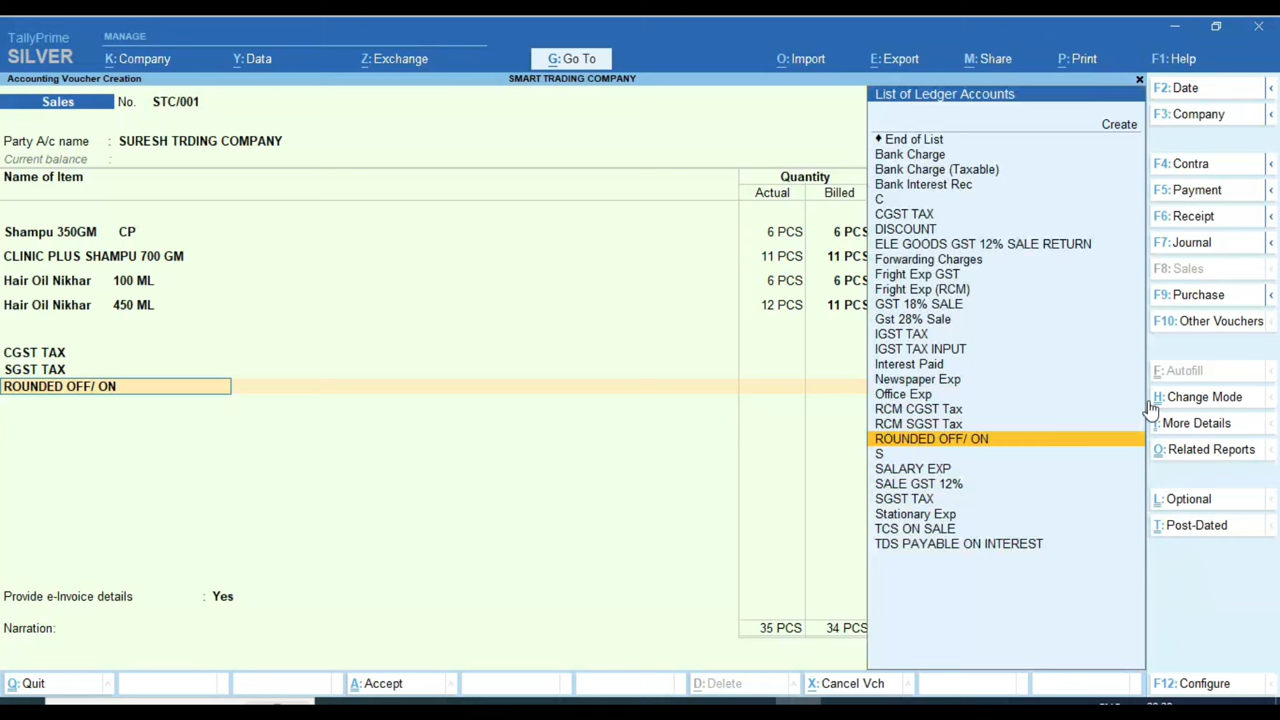 TallyPrime
SILVER
MANAGE
K: Company
Y: Data
Z: Exchange
G: Go To
O: Import
E: Export
M: Share
P: Print
F1: Help
Accounting Voucher Creation
SMART TRADING COMPANY
Sales No. STC/001
Party A/c name : SURESH TRDING COMPANY
Current balance :
Name of Item
Quantity
Actual Billed
Shampu 350GM CP 6 PCS 6 PCS
CLINIC PLUS SHAMPU 700 GM 11 PCS 11 PCS
Hair Oil Nikhar 100 ML 6 PCS 6 PCS
Hair Oil Nikhar 450 ML 12 PCS 11 PCS
CGST TAX
SGST TAX
ROUNDED OFF/ ON
Provide e-Invoice details : Yes
Narration:
35 PCS 34 PCS
List of Ledger Accounts
Create
♦ End of List
Bank Charge
Bank Charge (Taxable)
Bank Interest Rec
C
CGST TAX
DISCOUNT
ELE GOODS GST 12% SALE RETURN
Forwarding Charges
Fright Exp GST
Fright Exp (RCM)
GST 18% SALE
Gst 28% Sale
IGST TAX
IGST TAX INPUT
Interest Paid
Newspaper Exp
Office Exp
RCM CGST Tax
RCM SGST Tax
ROUNDED OFF/ ON
S
SALARY EXP
SALE GST 12%
SGST TAX
Stationary Exp
TCS ON SALE
TDS PAYABLE ON INTEREST
F2: Date
F3: Company
F4: Contra
F5: Payment
F6: Receipt
F7: Journal
F8: Sales
F9: Purchase
F10: Other Vouchers
E: Autofill
H: Change Mode
I: More Details
O: Related Reports
L: Optional
T: Post-Dated
Q: Quit
A: Accept
D: Delete
X: Cancel Vch
F12: Configure